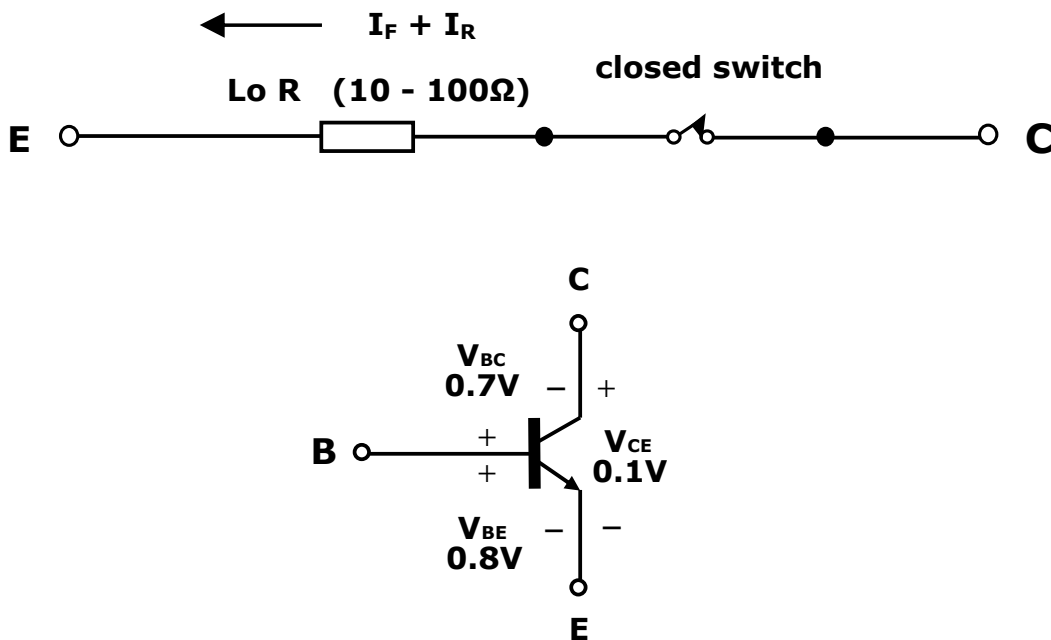 I_F + I_R
closed switch
Lo R (10 - 100Ω)
E
C
C
V_BC
0.7V
− +
B
+
+
V_CE
0.1V
V_BE
0.8V
− −
E